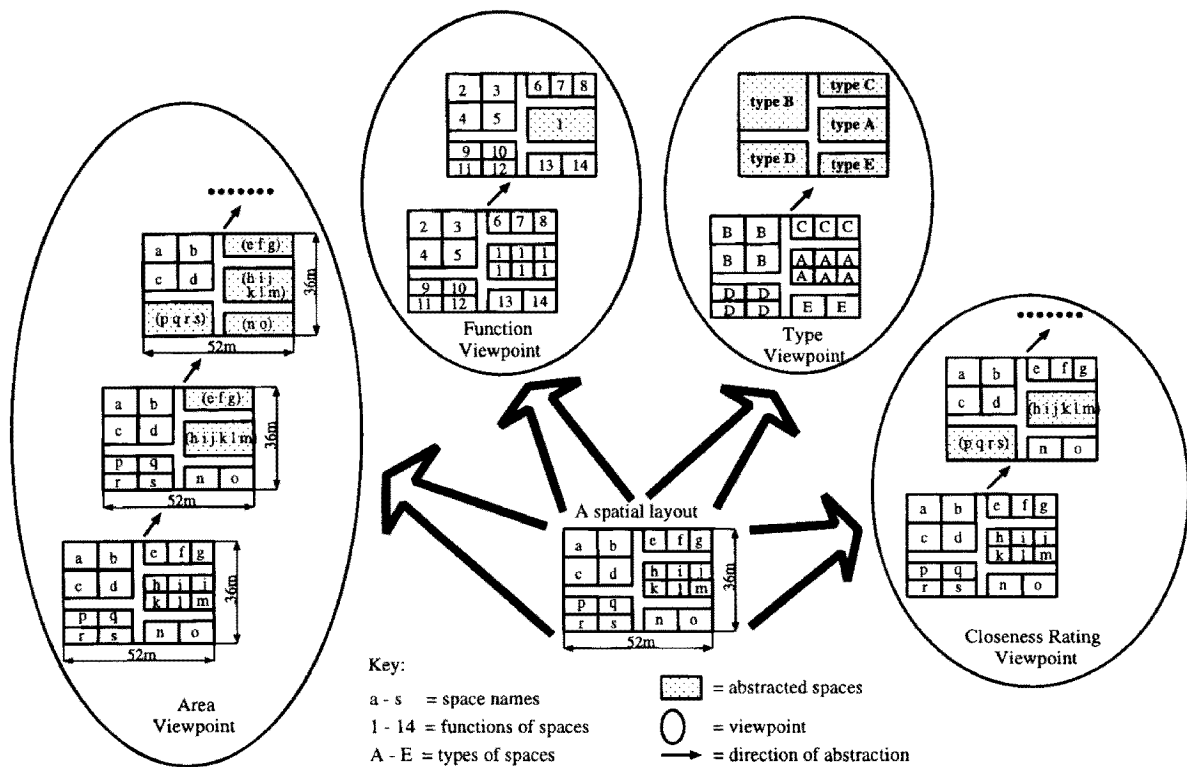 2 3 6 7 8
4 5 1
9 10
11 12 13 14
2 3 6 7 8
4 5 1 1 1
1 1 1
9 10
11 12 13 14
Function
Viewpoint
type B type C
type A
type D type E
B B C C C
B B A A A
A A A
D D
D D E E
Type
Viewpoint
.......
a b (e f g)
c d (h i j
k l m)
(p q r s) (n o)
36m
52m
a b (e f g)
c d (h i j k l m)
p q
r s n o
36m
52m
a b e f g
c d h i j
k l m
p q
r s n o
36m
52m
Area
Viewpoint
A spatial layout
a b e f g
c d h i j
k l m
p q
r s n o
36m
52m
.......
a b e f g
c d (h i j k l m)
(p q r s) n o
a b e f g
c d h i j
k l m
p q
r s n o
Closeness Rating
Viewpoint
Key:
a - s = space names
1 - 14 = functions of spaces
A - E = types of spaces
= abstracted spaces
= viewpoint
= direction of abstraction